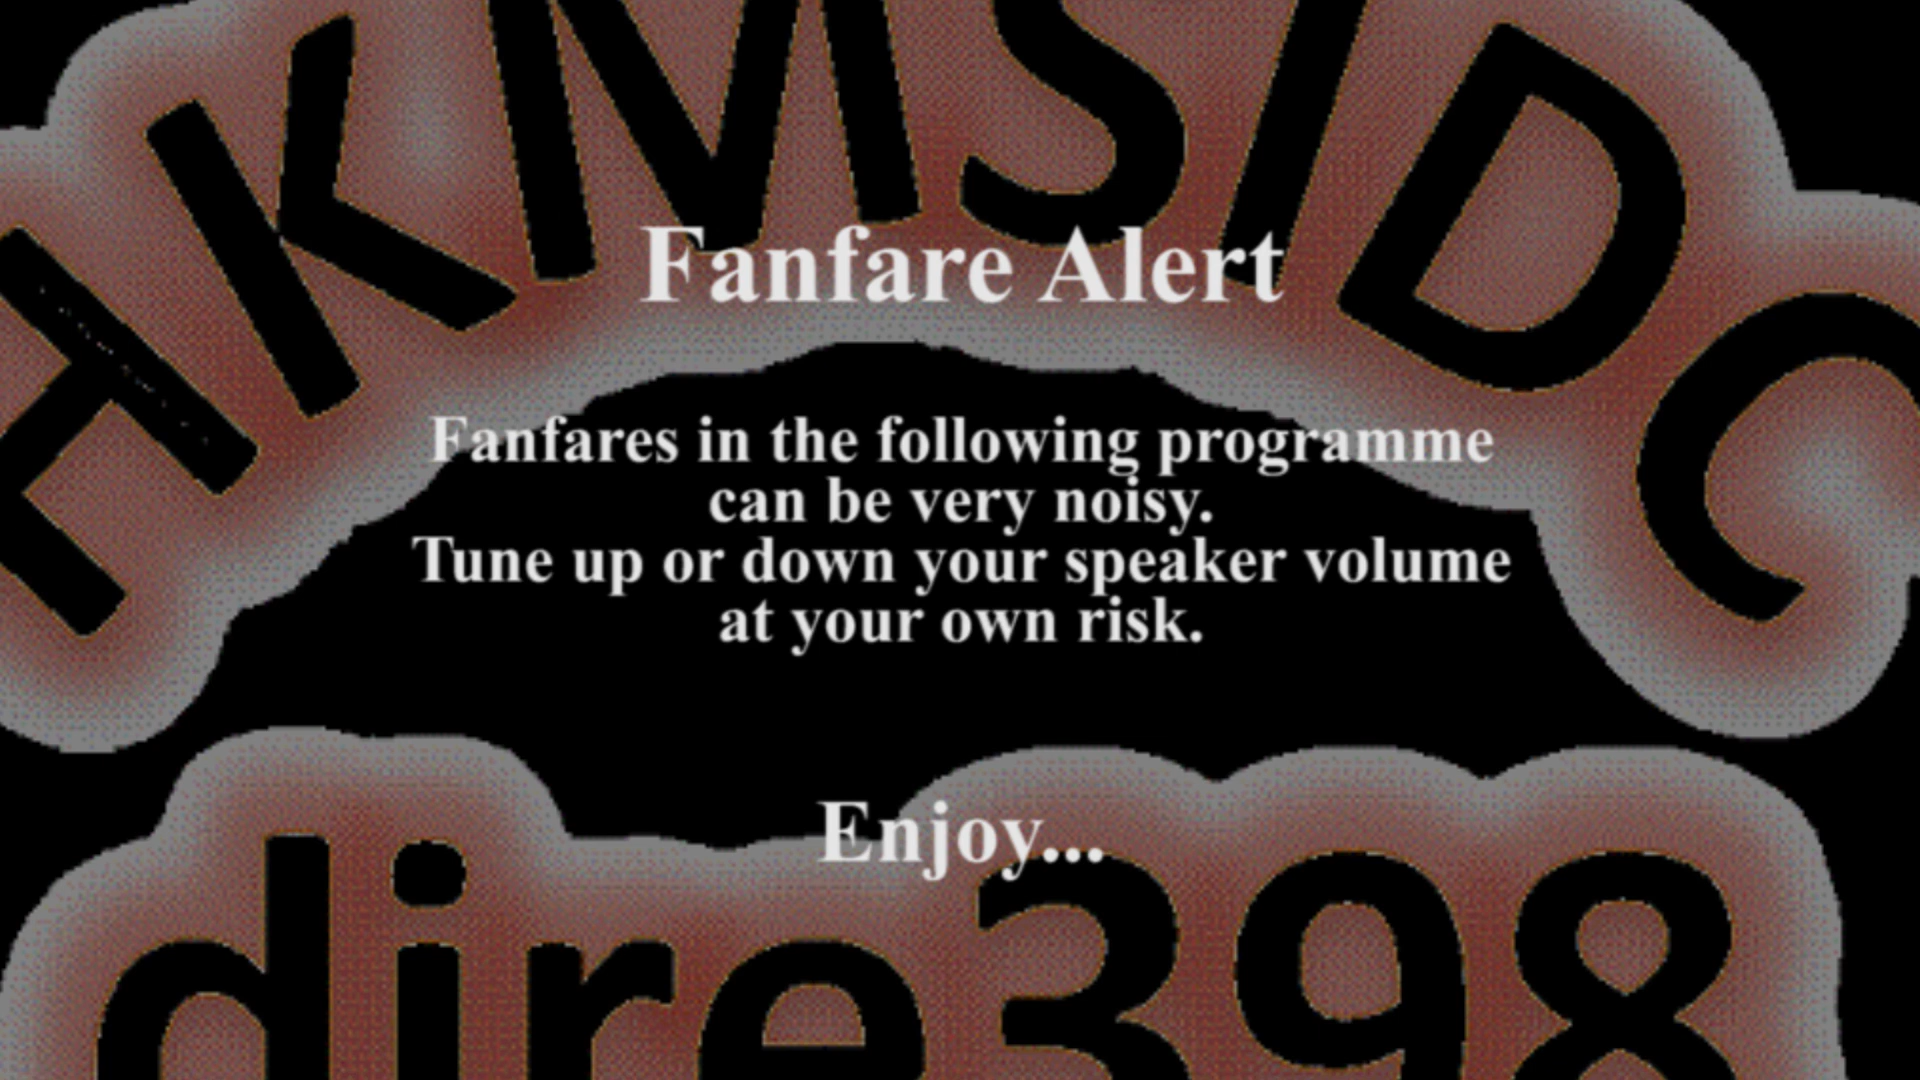 HKMSIDC
Fanfare Alert
Fanfares in the following programme
can be very noisy.
Tune up or down your speaker volume
at your own risk.
Enjoy...
dire398